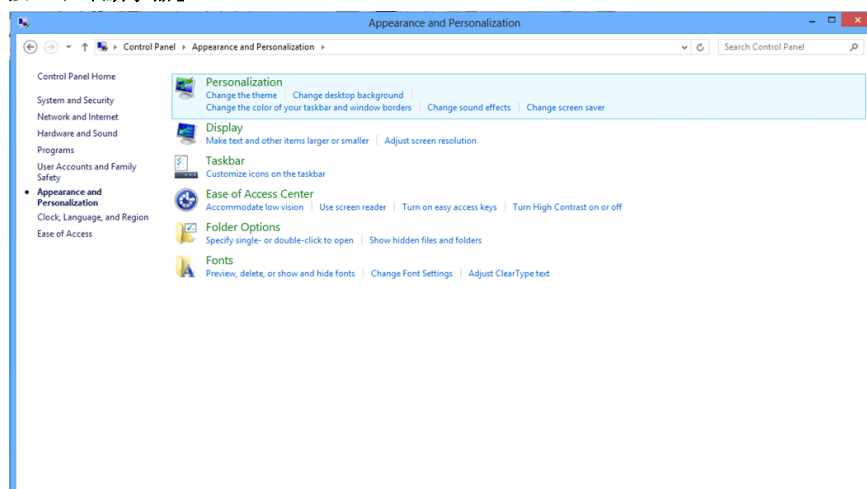 Appearance and Personalization
Control Panel Appearance and Personalization
Search Control Panel
Control Panel Home
System and Security
Network and Internet
Hardware and Sound
Programs
User Accounts and Family
Safety
Appearance and
Personalization
Clock, Language, and Region
Ease of Access
Personalization
Change the theme Change desktop background
Change the color of your taskbar and window borders Change sound effects Change screen saver
Display
Make text and other items larger or smaller Adjust screen resolution
Taskbar
Customize icons on the taskbar
Ease of Access Center
Accommodate low vision Use screen reader Turn on easy access keys Turn High Contrast on or off
Folder Options
Specify single- or double-click to open Show hidden files and folders
Fonts
Preview, delete, or show and hide fonts Change Font Settings Adjust ClearType text